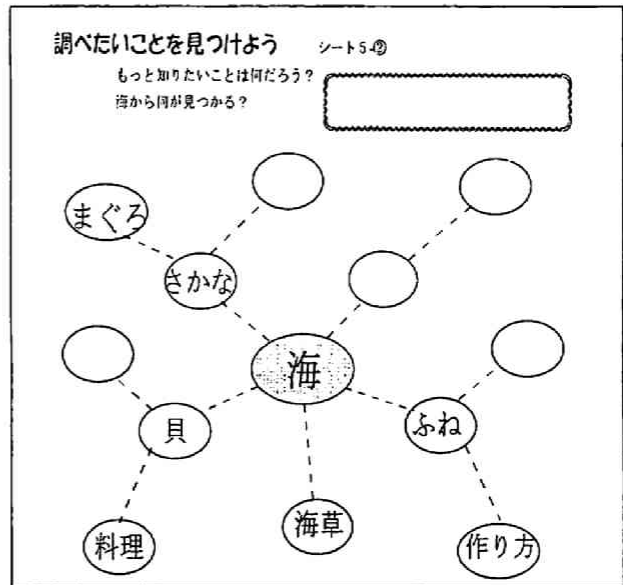 調べたいことを見つけよう シート5-②
もっと知りたいことは何だろう？
海から何が見つかる？
まぐろ
さかな
海
貝
ふね
料理
海草
作り方